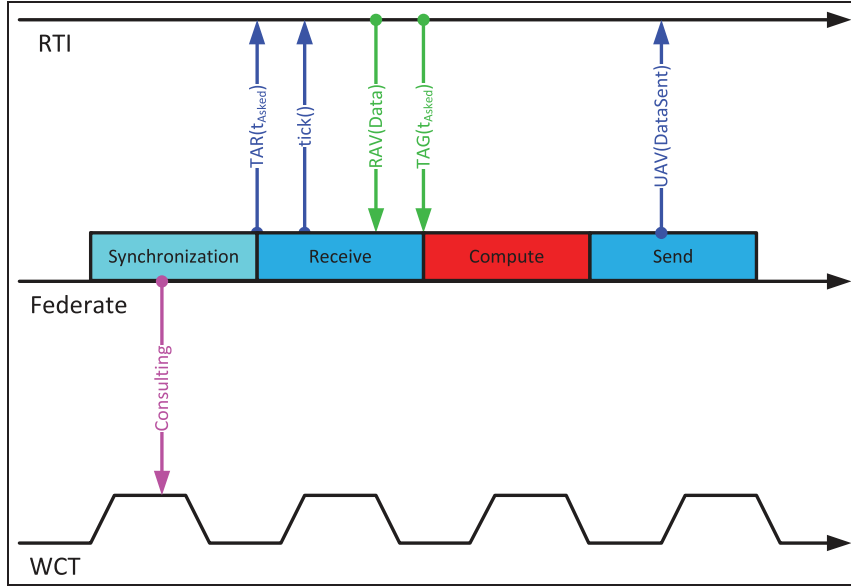 RTI
TAR(tAsked)
tick()
RAV(Data)
TAG(tAsked)
UAV(DataSent)
Synchronization
Receive
Compute
Send
Federate
Consulting
WCT